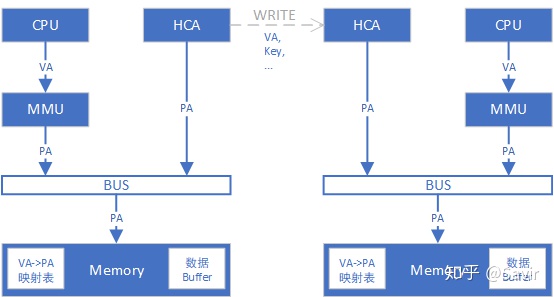 CPU
HCA
WRITE
HCA
CPU
VA
VA,
Key,
...
VA
MMU
PA
PA
MMU
PA
PA
BUS
BUS
PA
PA
VA->PA
映射表
Memory
数据
Buffer
VA->PA
映射表
Memory
数据
Buffer
知乎